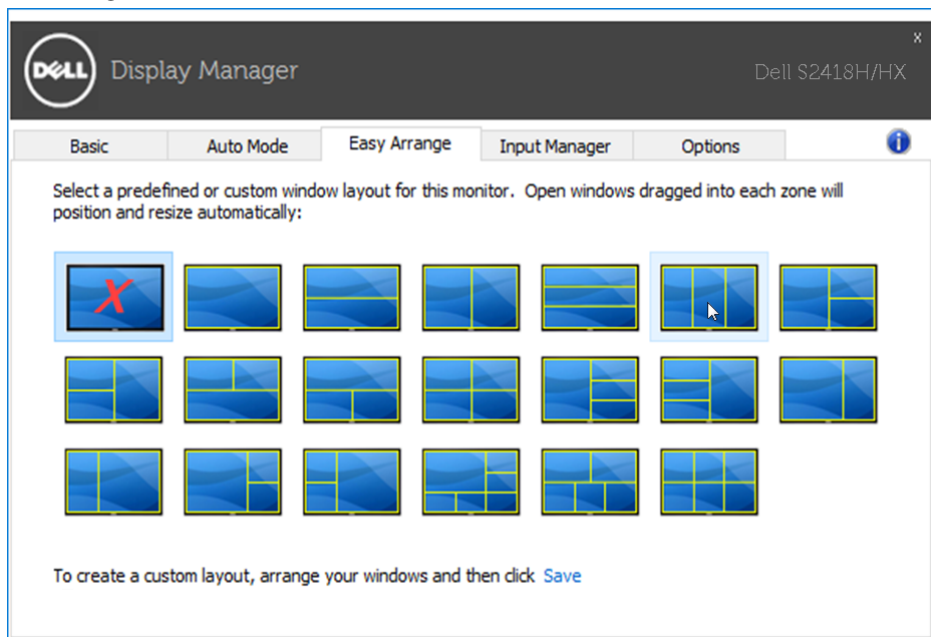 x
DELL Display Manager
Dell S2418H/HX
Basic Auto Mode Easy Arrange Input Manager Options
Select a predefined or custom window layout for this monitor. Open windows dragged into each zone will
position and resize automatically:
X
To create a custom layout, arrange your windows and then click Save